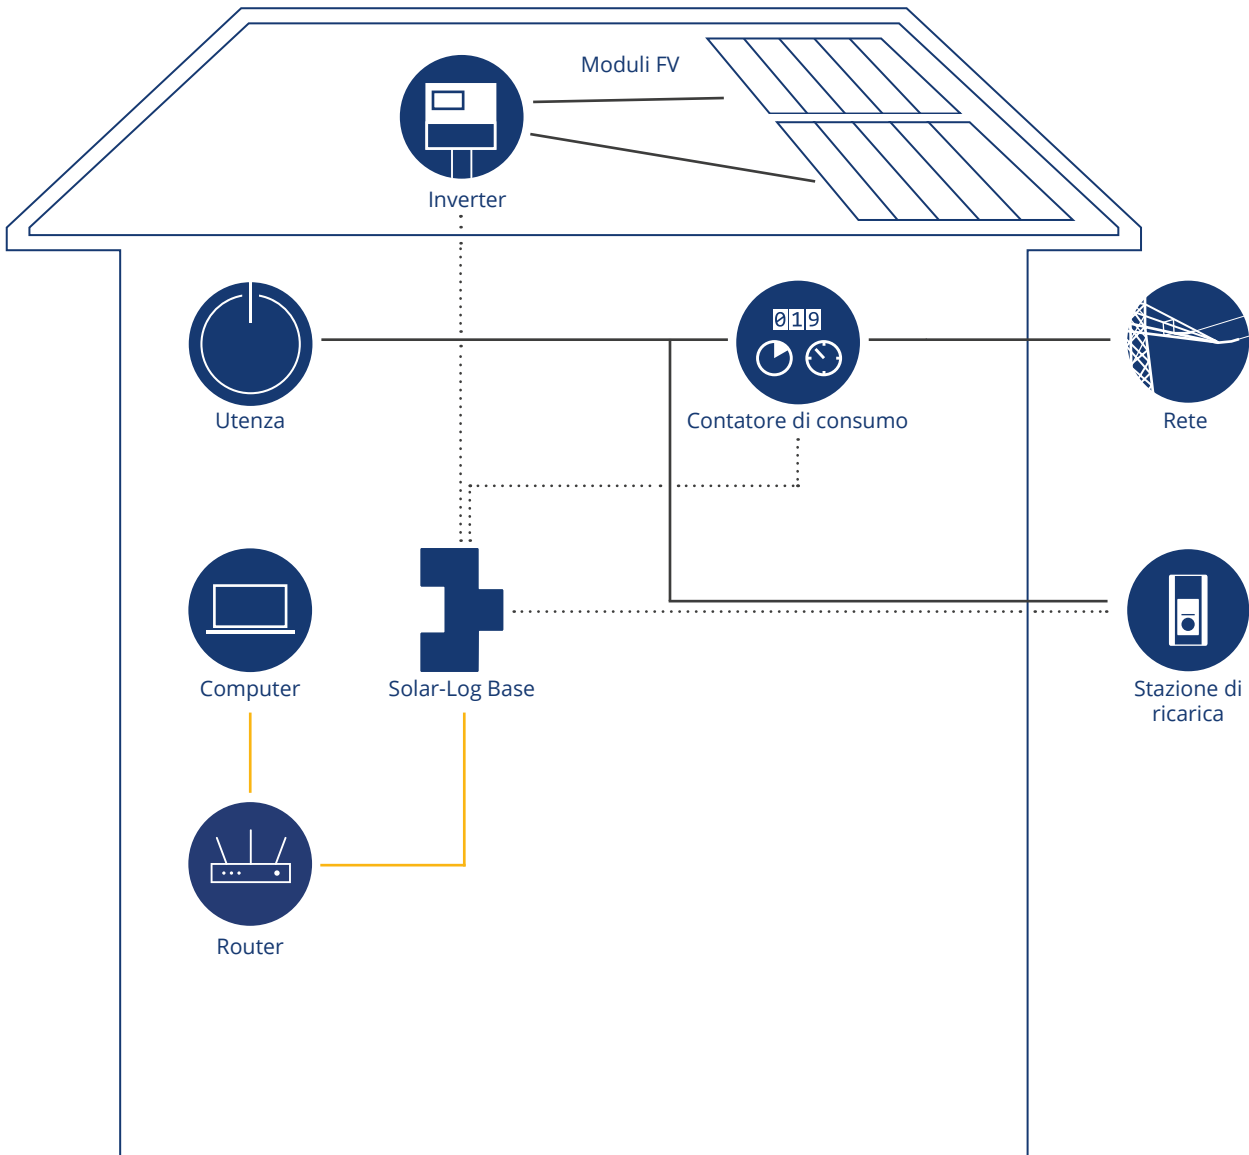 Moduli FV
Inverter
019
Utenza
Contatore di consumo
Rete
Computer
Solar-Log Base
Stazione di
ricarica
Router